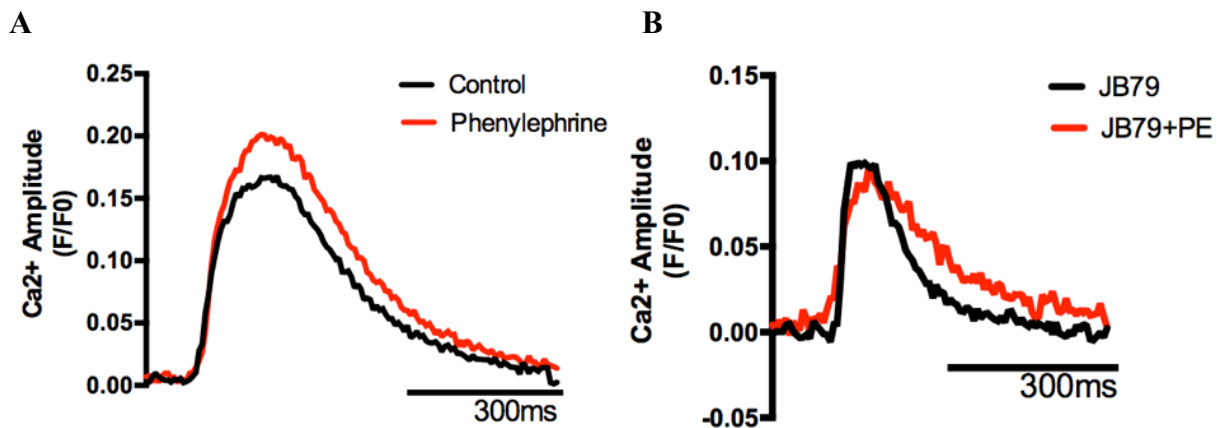 A
Ca2+ Amplitude
(F/F0)
0.25
0.20
0.15
0.10
0.05
0.00
Control
Phenylephrine
300ms
B
Ca2+ Amplitude
(F/F0)
0.15
0.10
0.05
0.00
-0.05
JB79
JB79+PE
300ms